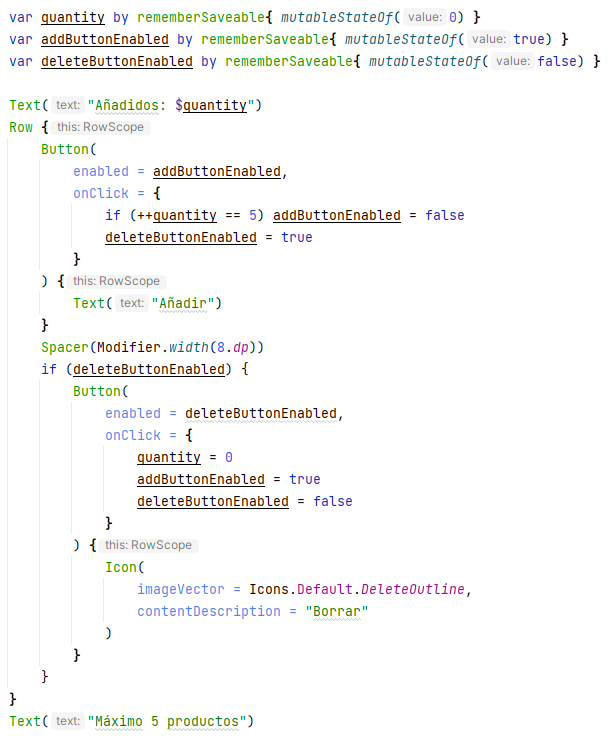 var quantity by rememberSaveable{ mutableStateOf( value: 0) }
var addButtonEnabled by rememberSaveable{ mutableStateOf( value: true) }
var deleteButtonEnabled by rememberSaveable{ mutableStateOf( value: false) }
Text( text: "Añadidos: $quantity")
Row { this: RowScope
Button(
enabled = addButtonEnabled,
onClick = {
if (++quantity == 5) addButtonEnabled = false
deleteButtonEnabled = true
}
) { this: RowScope
Text( text: "Añadir")
}
Spacer(Modifier.width(8.dp))
if (deleteButtonEnabled) {
Button(
enabled = deleteButtonEnabled,
onClick = {
quantity = 0
addButtonEnabled = true
deleteButtonEnabled = false
}
) { this: RowScope
Icon(
imageVector = Icons.Default.DeleteOutline,
contentDescription = "Borrar"
)
}
}
}
Text( text: "Máximo 5 productos")